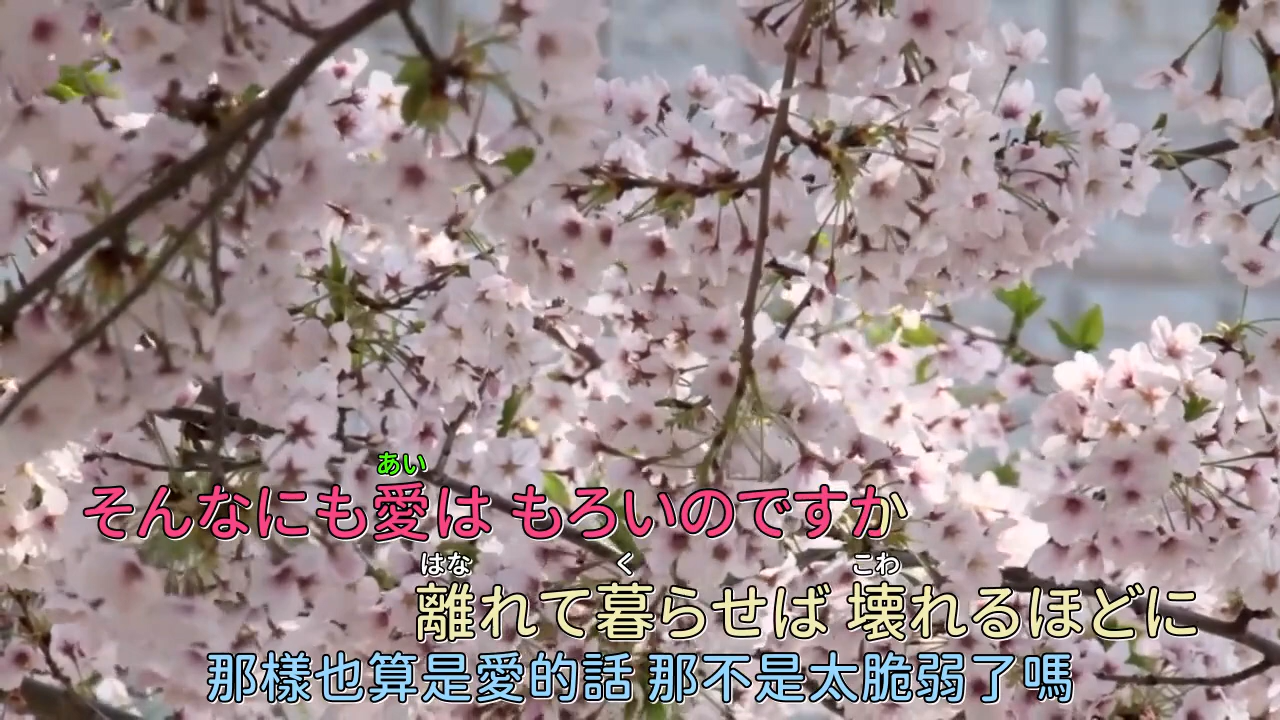 あい
そんなにも愛は もろいのですか
はな く こわ
離れて暮らせば 壊れるほどに
那樣也算是愛的話 那不是太脆弱了嗎